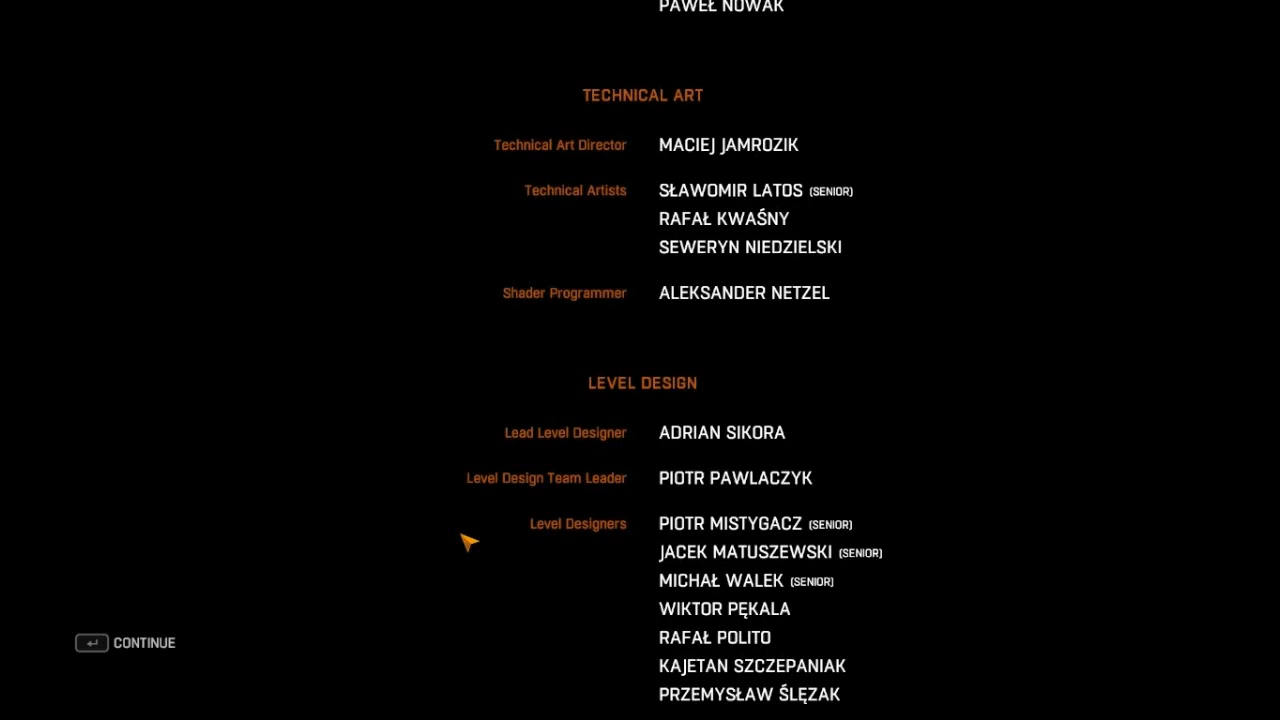 PAWEŁ NOWAK
TECHNICAL ART
Technical Art Director MACIEJ JAMROZIK
Technical Artists SŁAWOMIR LATOS (SENIOR)
RAFAŁ KWAŚNY
SEWERYN NIEDZIELSKI
Shader Programmer ALEKSANDER NETZEL
LEVEL DESIGN
Lead Level Designer ADRIAN SIKORA
Level Design Team Leader PIOTR PAWLACZYK
Level Designers PIOTR MISTYGACZ (SENIOR)
JACEK MATUSZEWSKI (SENIOR)
MICHAŁ WALEK (SENIOR)
WIKTOR PĘKALA
RAFAŁ POLITO
CONTINUE
KAJETAN SZCZEPANIAK
PRZEMYSŁAW ŚLĘZAK